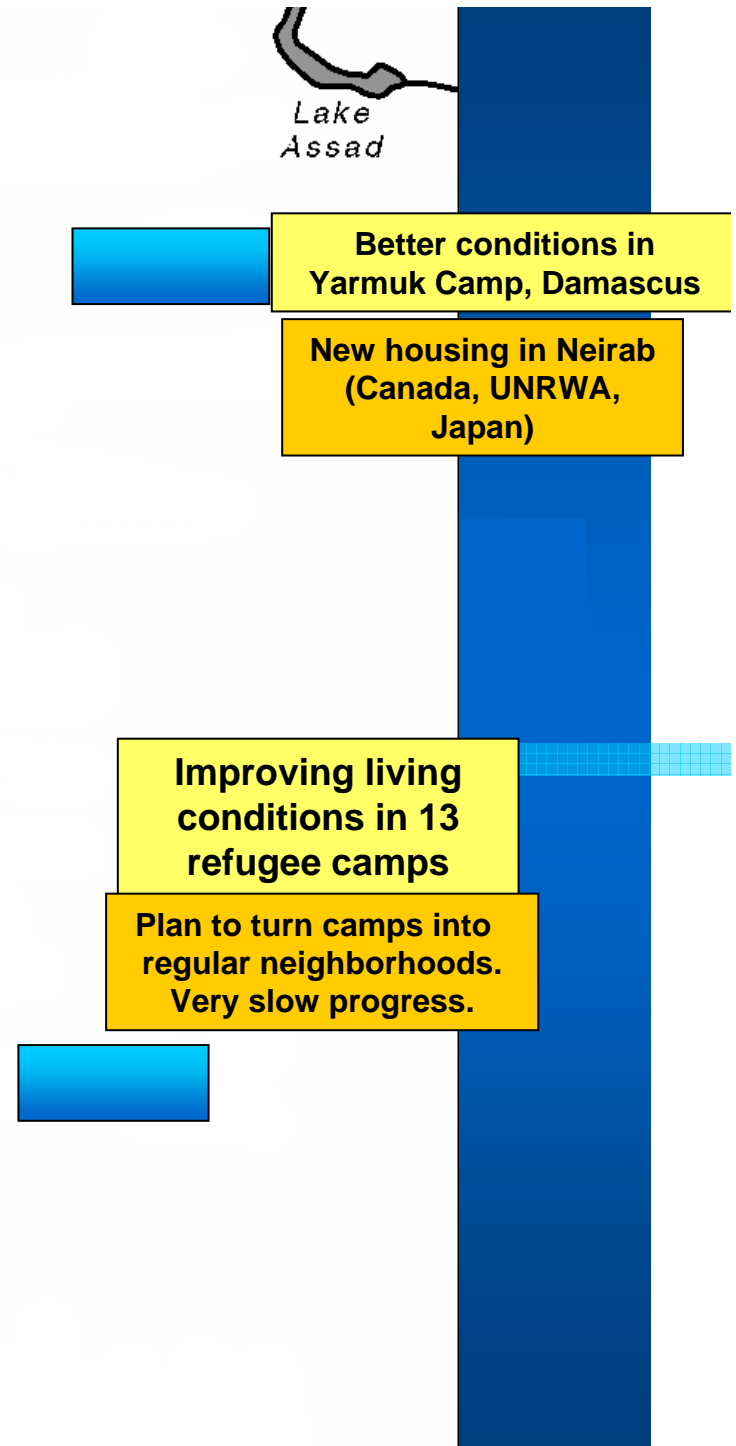 Lake
Assad
Better conditions in
Yarmuk Camp, Damascus
New housing in Neirab
(Canada, UNRWA,
Japan)
Improving living
conditions in 13
refugee camps
Plan to turn camps into
regular neighborhoods.
Very slow progress.